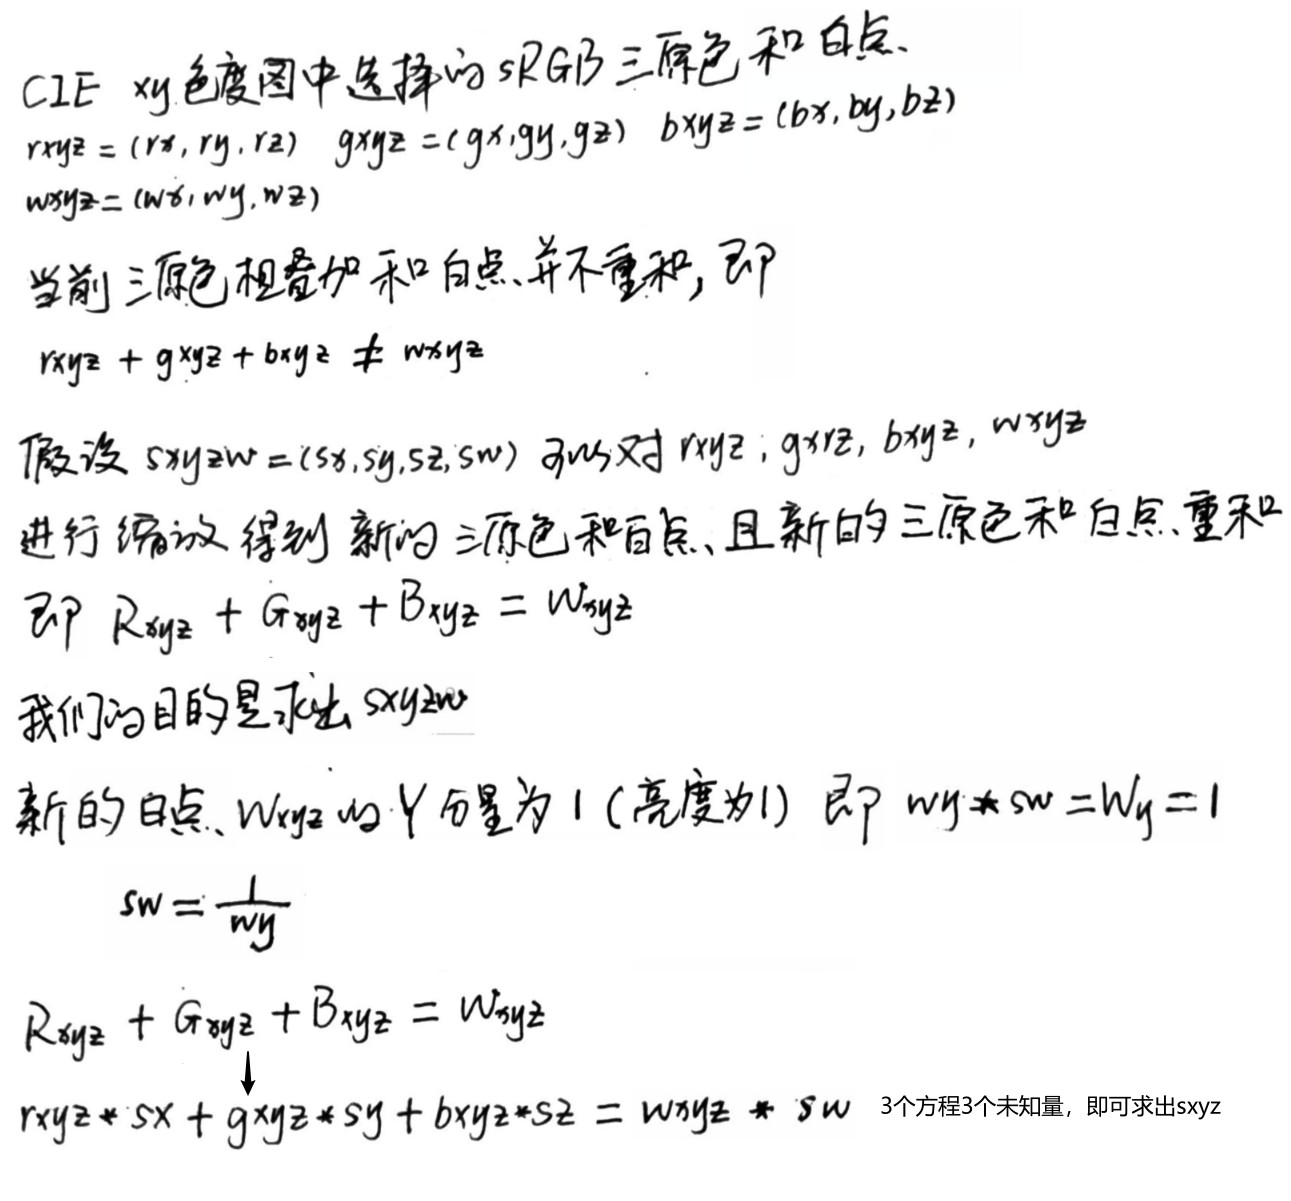 CIE xy色度图中选择的sRGB三原色和白点
rxyz = (rx, ry, rz) gxyz = (gx, gy, gz) bxyz = (bx, by, bz)
wxyz = (wx, wy, wz)
当前三原色相叠加和白点并不重和, 即
rxyz + gxyz + bxyz ≠ wxyz
假设 sxyzw = (sx, sy, sz, sw) 可以对 rxyz, gxyz, bxyz, wxyz
进行缩放得到新的三原色和白点、且新的三原色和白点重和
即 Rxyz + Gxyz + Bxyz = Wxyz
我们的目的是求出 sxyzw
新的白点、Wxyz 的 Y 分量为 1 (亮度为1) 即 wy * sw = Wy = 1
sw = 1/wy
Rxyz + Gxyz + Bxyz = Wxyz
↓
rxyz * sx + gxyz * sy + bxyz * sz = wxyz * sw 3个方程3个未知量，即可求出sxyz